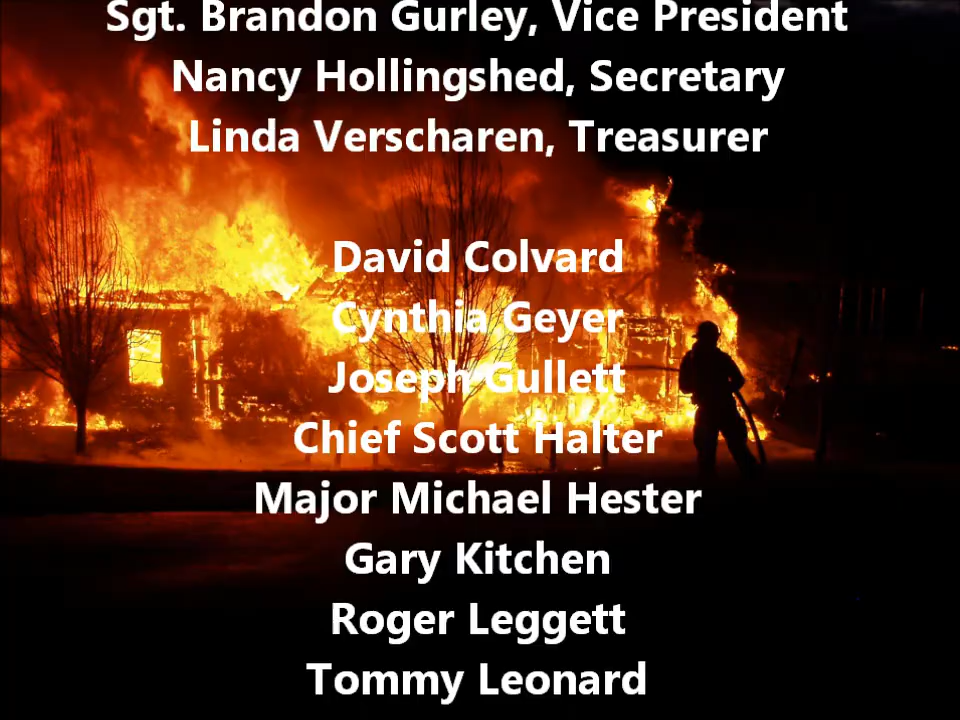 Sgt. Brandon Gurley, Vice President
Nancy Hollingshed, Secretary
Linda Verscharen, Treasurer
David Colvard
Cynthia Geyer
Joseph Gullett
Chief Scott Halter
Major Michael Hester
Gary Kitchen
Roger Leggett
Tommy Leonard